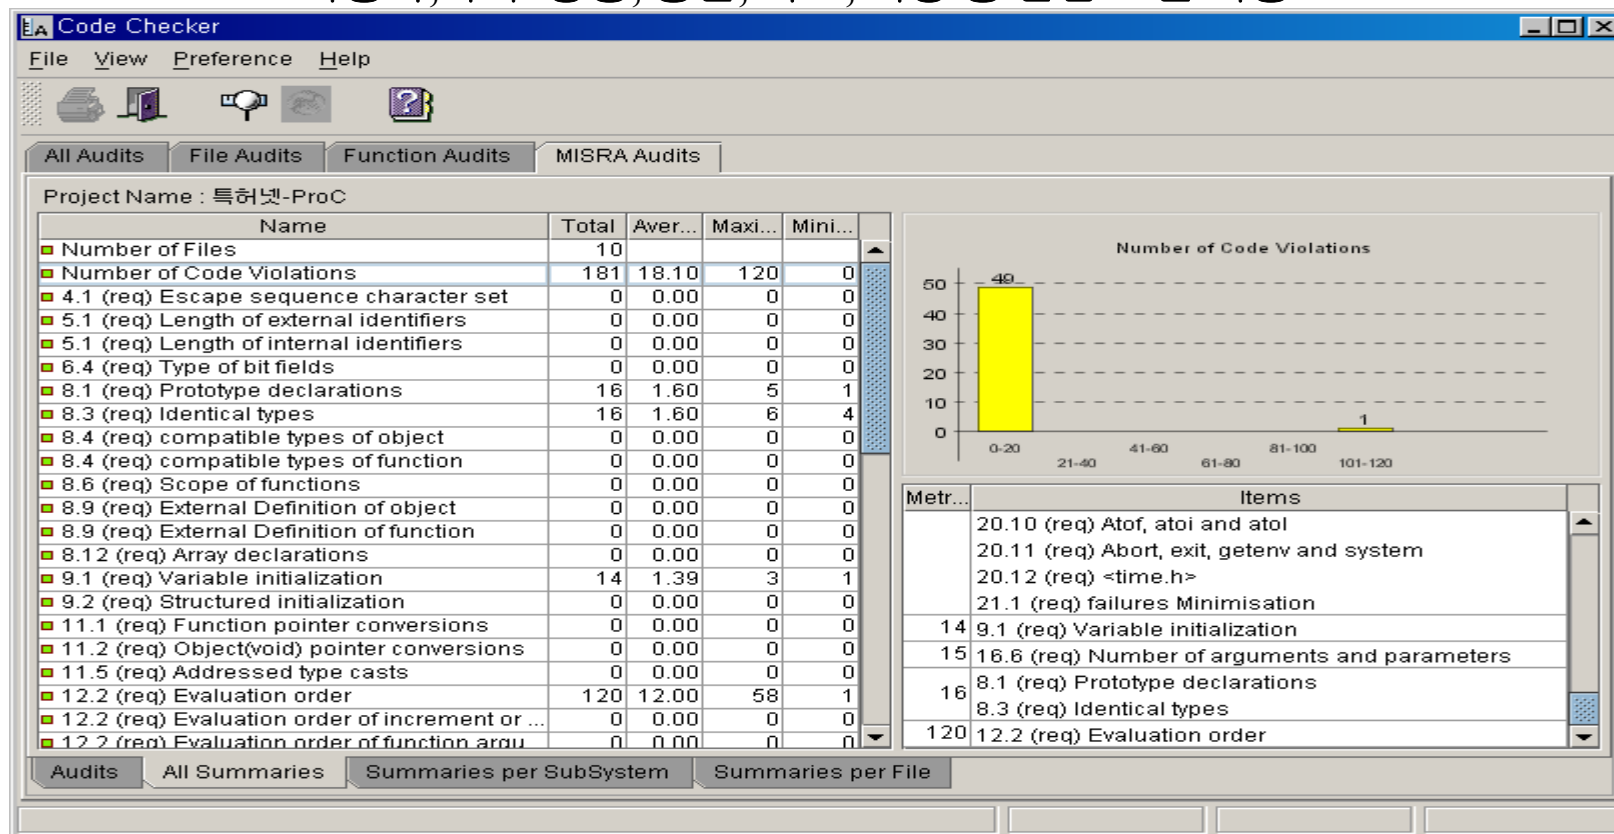 Code Checker
File View Preference Help
All Audits File Audits Function Audits MISRA Audits
Project Name : 특허넷-ProC
Name Total Aver... Maxi... Mini...
Number of Files 10
Number of Code Violations 181 18.10 120 0
4.1 (req) Escape sequence character set 0 0.00 0 0
5.1 (req) Length of external identifiers 0 0.00 0 0
5.1 (req) Length of internal identifiers 0 0.00 0 0
6.4 (req) Type of bit fields 0 0.00 0 0
8.1 (req) Prototype declarations 16 1.60 5 1
8.3 (req) Identical types 16 1.60 6 4
8.4 (req) compatible types of object 0 0.00 0 0
8.4 (req) compatible types of function 0 0.00 0 0
8.6 (req) Scope of functions 0 0.00 0 0
8.9 (req) External Definition of object 0 0.00 0 0
8.9 (req) External Definition of function 0 0.00 0 0
8.12 (req) Array declarations 0 0.00 0 0
9.1 (req) Variable initialization 14 1.39 3 1
9.2 (req) Structured initialization 0 0.00 0 0
11.1 (req) Function pointer conversions 0 0.00 0 0
11.2 (req) Object(void) pointer conversions 0 0.00 0 0
11.5 (req) Addressed type casts 0 0.00 0 0
12.2 (req) Evaluation order 120 12.00 58 1
12.2 (req) Evaluation order of increment or ... 0 0.00 0 0
12.2 (req) Evaluation order of function argu 0 0.00 0 0
Number of Code Violations
50
49
40
30
20
10
0
1
0-20 41-60 81-100
21-40 61-80 101-120
Metr... Items
20.10 (req) Atof, atoi and atol
20.11 (req) Abort, exit, getenv and system
20.12 (req) <time.h>
21.1 (req) failures Minimisation
14 9.1 (req) Variable initialization
15 16.6 (req) Number of arguments and parameters
16 8.1 (req) Prototype declarations
8.3 (req) Identical types
120 12.2 (req) Evaluation order
Audits All Summaries Summaries per SubSystem Summaries per File